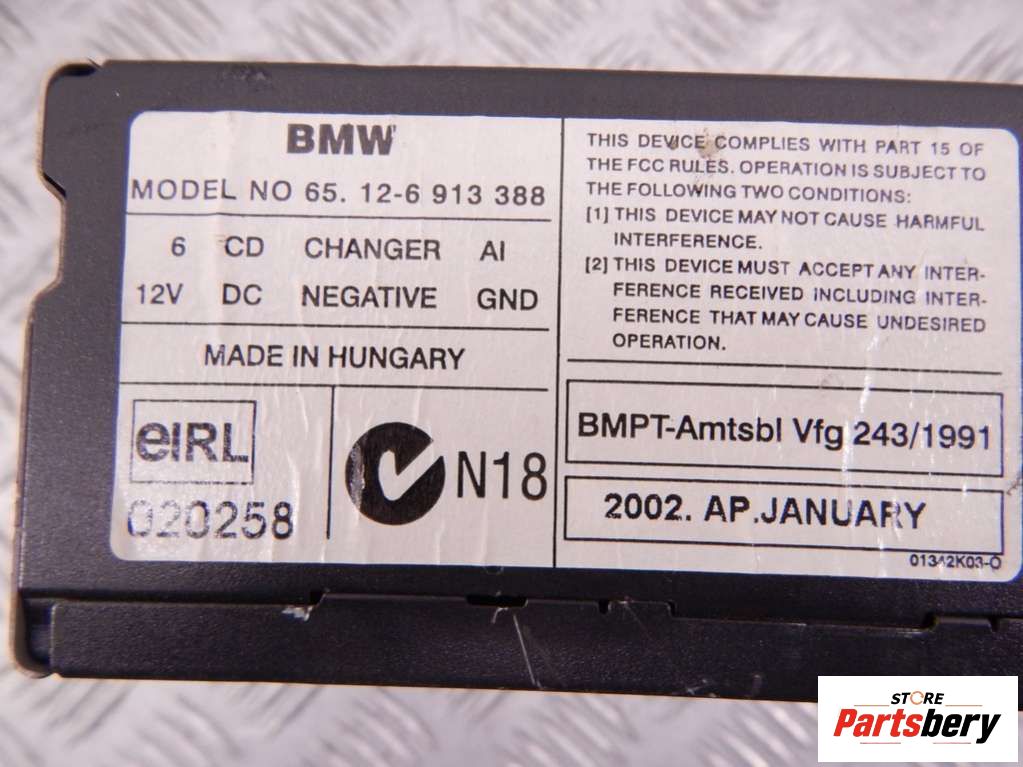 BMW
MODEL NO 65. 12-6 913 388
6 CD CHANGER AI
12V DC NEGATIVE GND
MADE IN HUNGARY
eIRL
020258
N18
THIS DEVICE COMPLIES WITH PART 15 OF
THE FCC RULES. OPERATION IS SUBJECT TO
THE FOLLOWING TWO CONDITIONS:
[1] THIS DEVICE MAY NOT CAUSE HARMFUL
INTERFERENCE.
[2] THIS DEVICE MUST ACCEPT ANY INTER-
FERENCE RECEIVED INCLUDING INTER-
FERENCE THAT MAY CAUSE UNDESIRED
OPERATION.
BMPT-Amtsbl Vfg 243/1991
2002. AP.JANUARY
01342K03-O
STORE
Partsbery